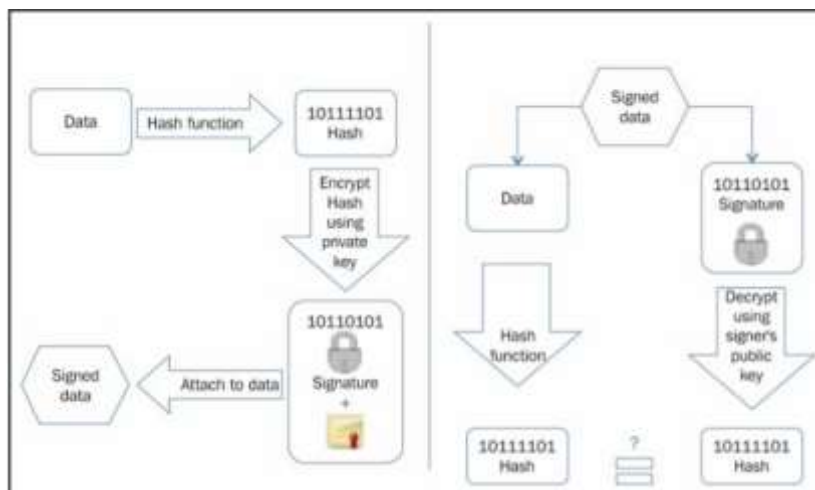 Data
Hash function
10111101
Hash
Encrypt
Hash
using
private
key
10110101
Signature
+
Attach to data
Signed
data
Signed
data
Data
10110101
Signature
Hash
function
Decrypt
using
signer's
public
key
10111101
Hash
?
10111101
Hash